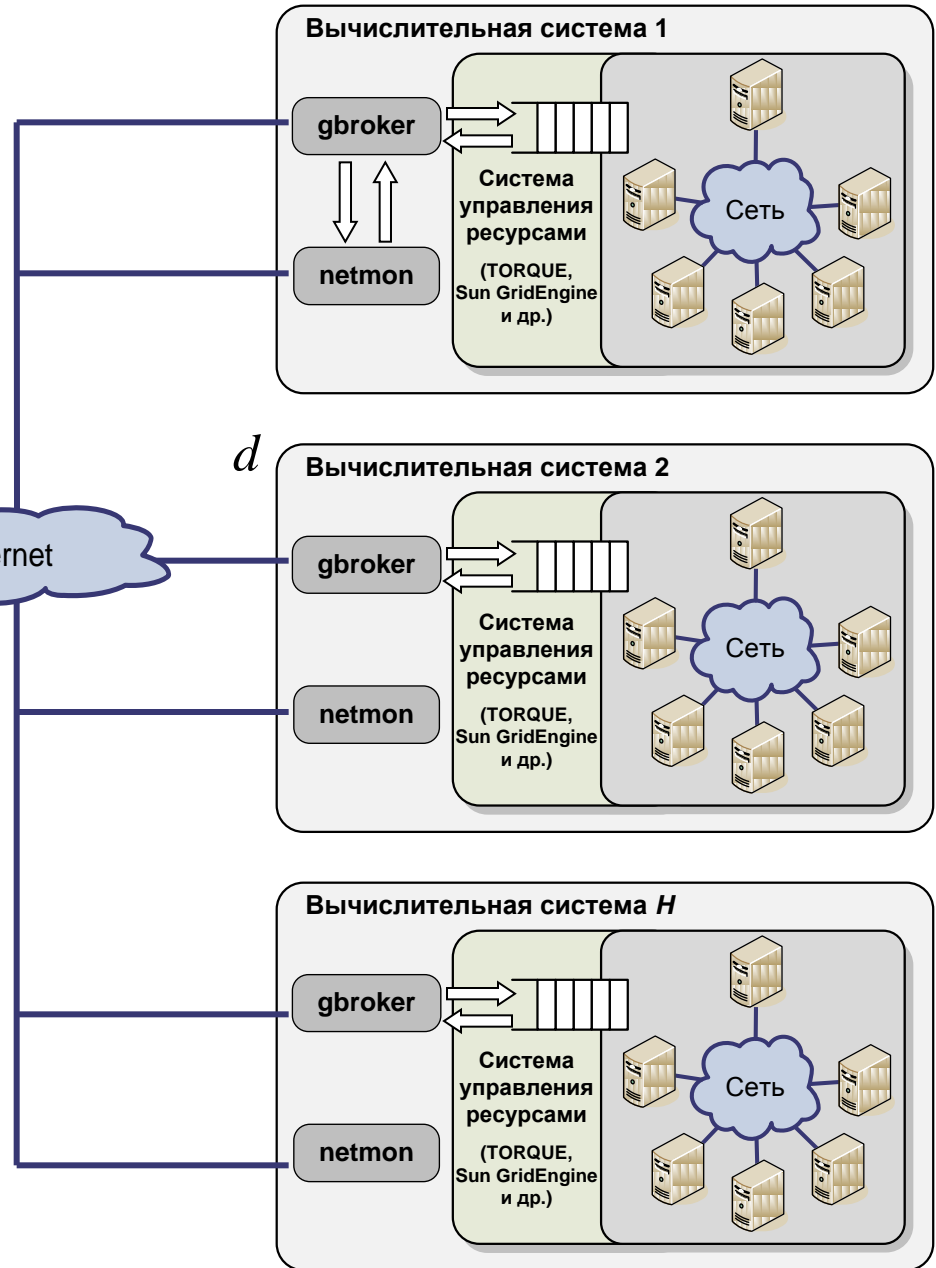 Вычислительная система 1
gbroker
netmon
Система
управления
ресурсами
(TORQUE,
Sun GridEngine
и др.)
Сеть
d
Вычислительная система 2
ernet
gbroker
netmon
Система
управления
ресурсами
(TORQUE,
Sun GridEngine
и др.)
Сеть
Вычислительная система H
gbroker
netmon
Система
управления
ресурсами
(TORQUE,
Sun GridEngine
и др.)
Сеть